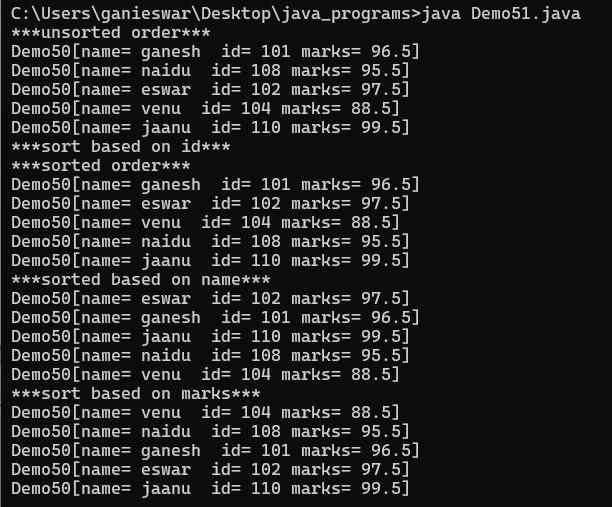 C:\Users\ganieswar\Desktop\java_programs>java Demo51.java
***unsorted order***
Demo50[name= ganesh  id= 101 marks= 96.5]
Demo50[name= naidu  id= 108 marks= 95.5]
Demo50[name= eswar  id= 102 marks= 97.5]
Demo50[name= venu  id= 104 marks= 88.5]
Demo50[name= jaanu  id= 110 marks= 99.5]
***sort based on id***
***sorted order***
Demo50[name= ganesh  id= 101 marks= 96.5]
Demo50[name= eswar  id= 102 marks= 97.5]
Demo50[name= venu  id= 104 marks= 88.5]
Demo50[name= naidu  id= 108 marks= 95.5]
Demo50[name= jaanu  id= 110 marks= 99.5]
***sorted based on name***
Demo50[name= eswar  id= 102 marks= 97.5]
Demo50[name= ganesh  id= 101 marks= 96.5]
Demo50[name= jaanu  id= 110 marks= 99.5]
Demo50[name= naidu  id= 108 marks= 95.5]
Demo50[name= venu  id= 104 marks= 88.5]
***sort based on marks***
Demo50[name= venu  id= 104 marks= 88.5]
Demo50[name= naidu  id= 108 marks= 95.5]
Demo50[name= ganesh  id= 101 marks= 96.5]
Demo50[name= eswar  id= 102 marks= 97.5]
Demo50[name= jaanu  id= 110 marks= 99.5]